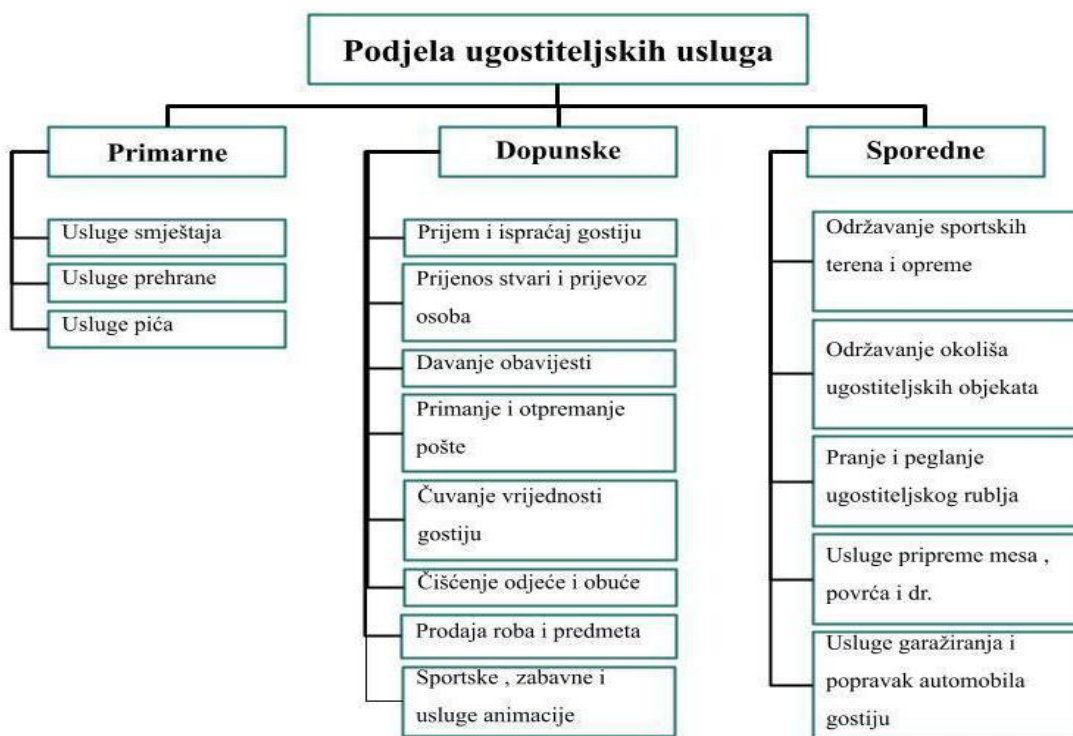 Podjela ugostiteljskih usluga
Primarne
Usluge smještaja
Usluge prehrane
Usluge pića
Dopunske
Prijem i ispraćaj gostiju
Prijenos stvari i prijevoz
osoba
Davanje obavijesti
Primanje i otpremanje
pošte
Čuvanje vrijednosti
gostiju
Čišćenje odjeće i obuće
Prodaja roba i predmeta
Sportske , zabavne i
usluge animacije
Sporedne
Održavanje sportskih
terena i opreme
Održavanje okoliša
ugostiteljskih objekata
Pranje i peglanje
ugostiteljskog rublja
Usluge pripreme mesa ,
povrća i dr.
Usluge garažiranja i
popravak automobila
gostiju